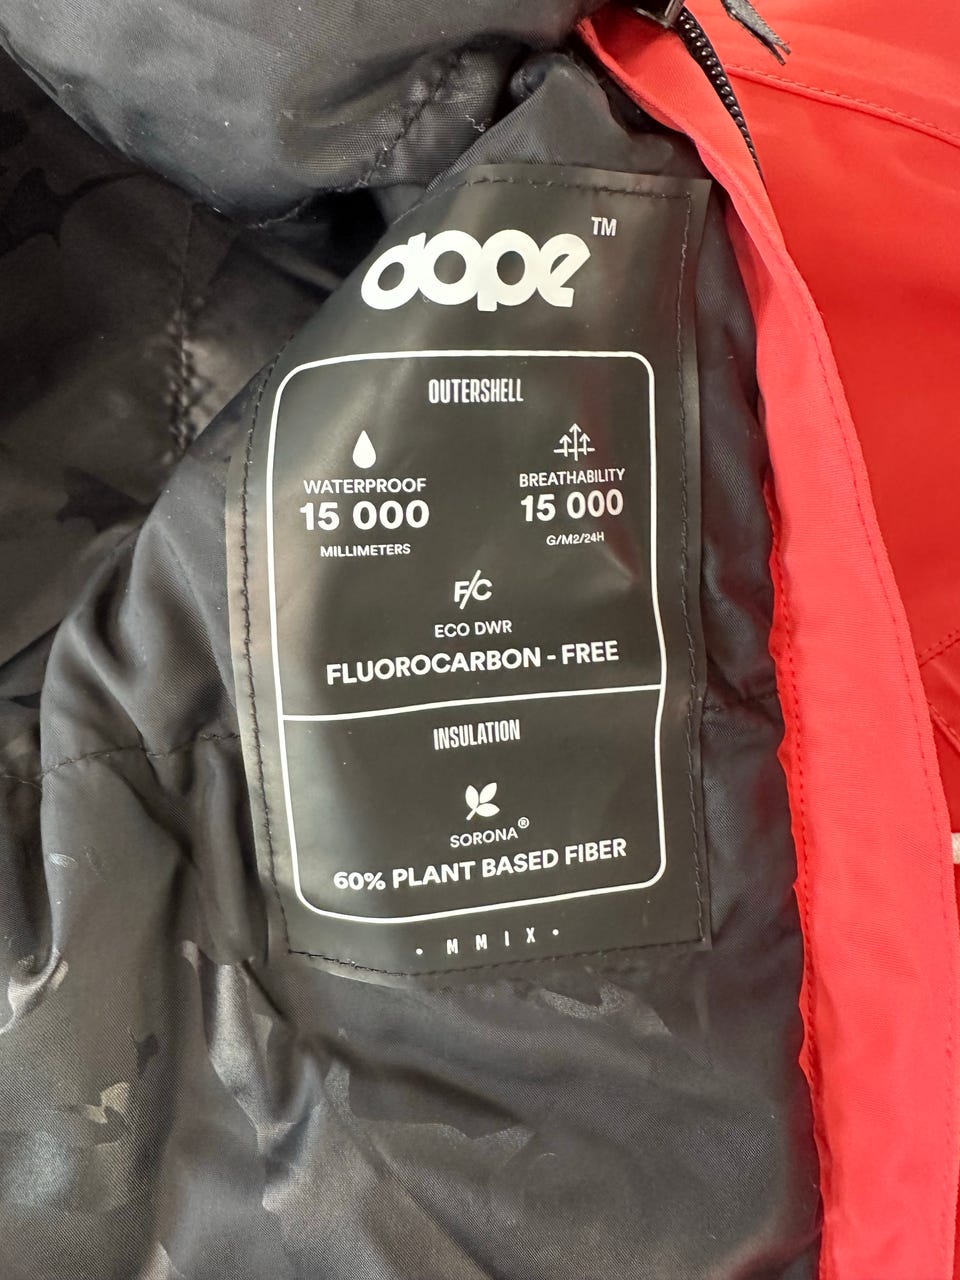 dope™
OUTERSHELL
WATERPROOF
15 000
MILLIMETERS
BREATHABILITY
15 000
G/M2/24H
F/C
ECO DWR
FLUOROCARBON - FREE
INSULATION
SORONA®
60% PLANT BASED FIBER
• M M I X •